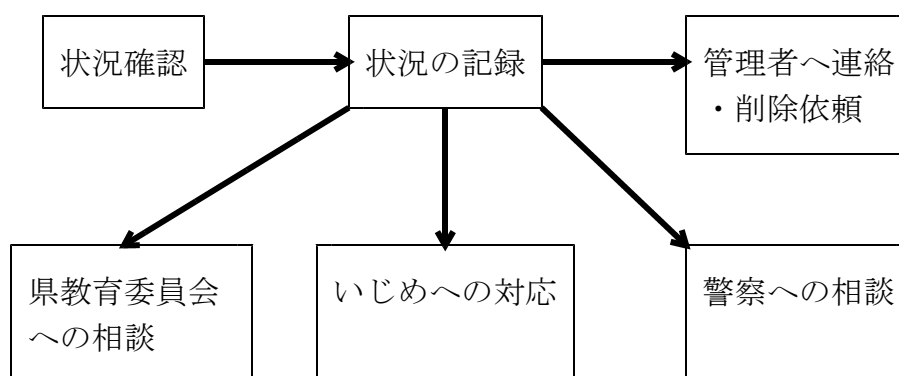 状況確認
状況の記録
管理者へ連絡
・削除依頼
県教育委員会
への相談
いじめへの対応
警察への相談